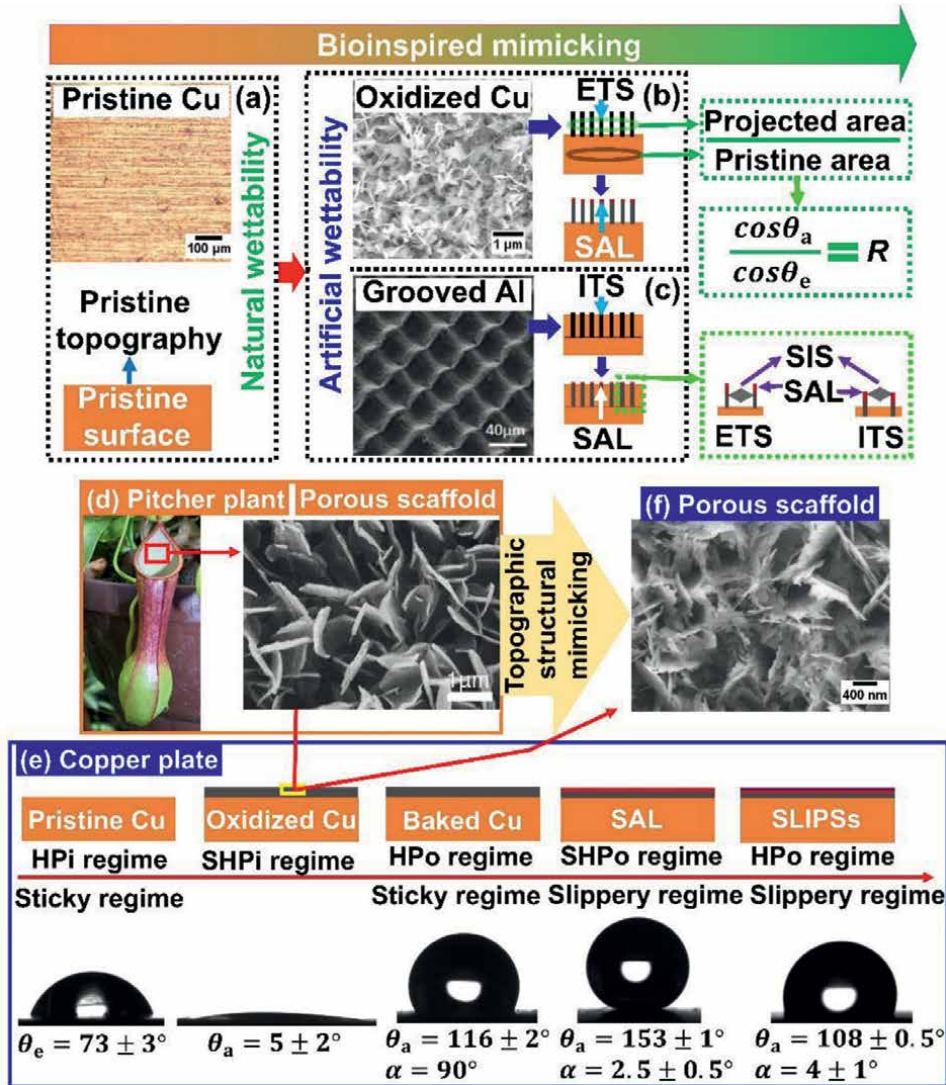 Bioinspired mimicking
Pristine Cu
(a)
100 μm
Pristine
topography
Pristine
surface
Natural wettability
Artificial wettability
Oxidized Cu
1 μm
ETS
(b)
SAL
Projected area
Pristine area
cosθa
cosθe
= R
Grooved Al
40μm
ITS
(c)
SAL
SIS
SAL
ETS
ITS
(d) Pitcher plant
Porous scaffold
1μm
Topographic
structural
mimicking
(f) Porous scaffold
400 nm
(e) Copper plate
Pristine Cu
Oxidized Cu
Baked Cu
SAL
SLIPSs
HPi regime
SHPi regime
HPo regime
SHPo regime
HPo regime
Sticky regime
Sticky regime
Slippery regime
Slippery regime
θe = 73 ± 3°
θa = 5 ± 2°
θa = 116 ± 2°
θa = 153 ± 1°
θa = 108 ± 0.5°
α = 90°
α = 2.5 ± 0.5°
α = 4 ± 1°